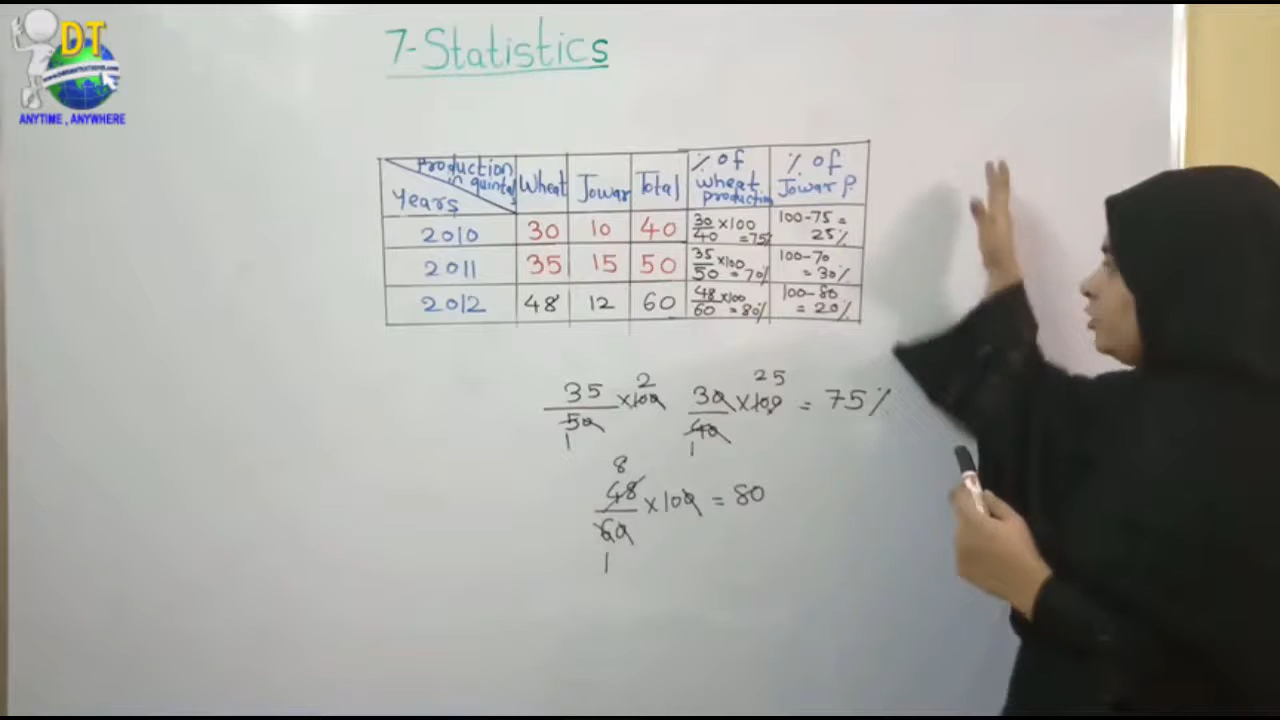 DT
ANYTIME, ANYWHERE
7-Statistics
Production in quintals Years Wheat Jowar Total % of wheat production % of Jowar P
2010 30 10 40 30/40 x100 =75% 100-75 = 25%
2011 35 15 50 35/50 x100 =70% 100-70 = 30%
2012 48 12 60 48/60 x100 =80% 100-80 = 20%
35/50 x100 2 1 30/40 x100 25 1 = 75%
8
48/60 x100 = 80
1